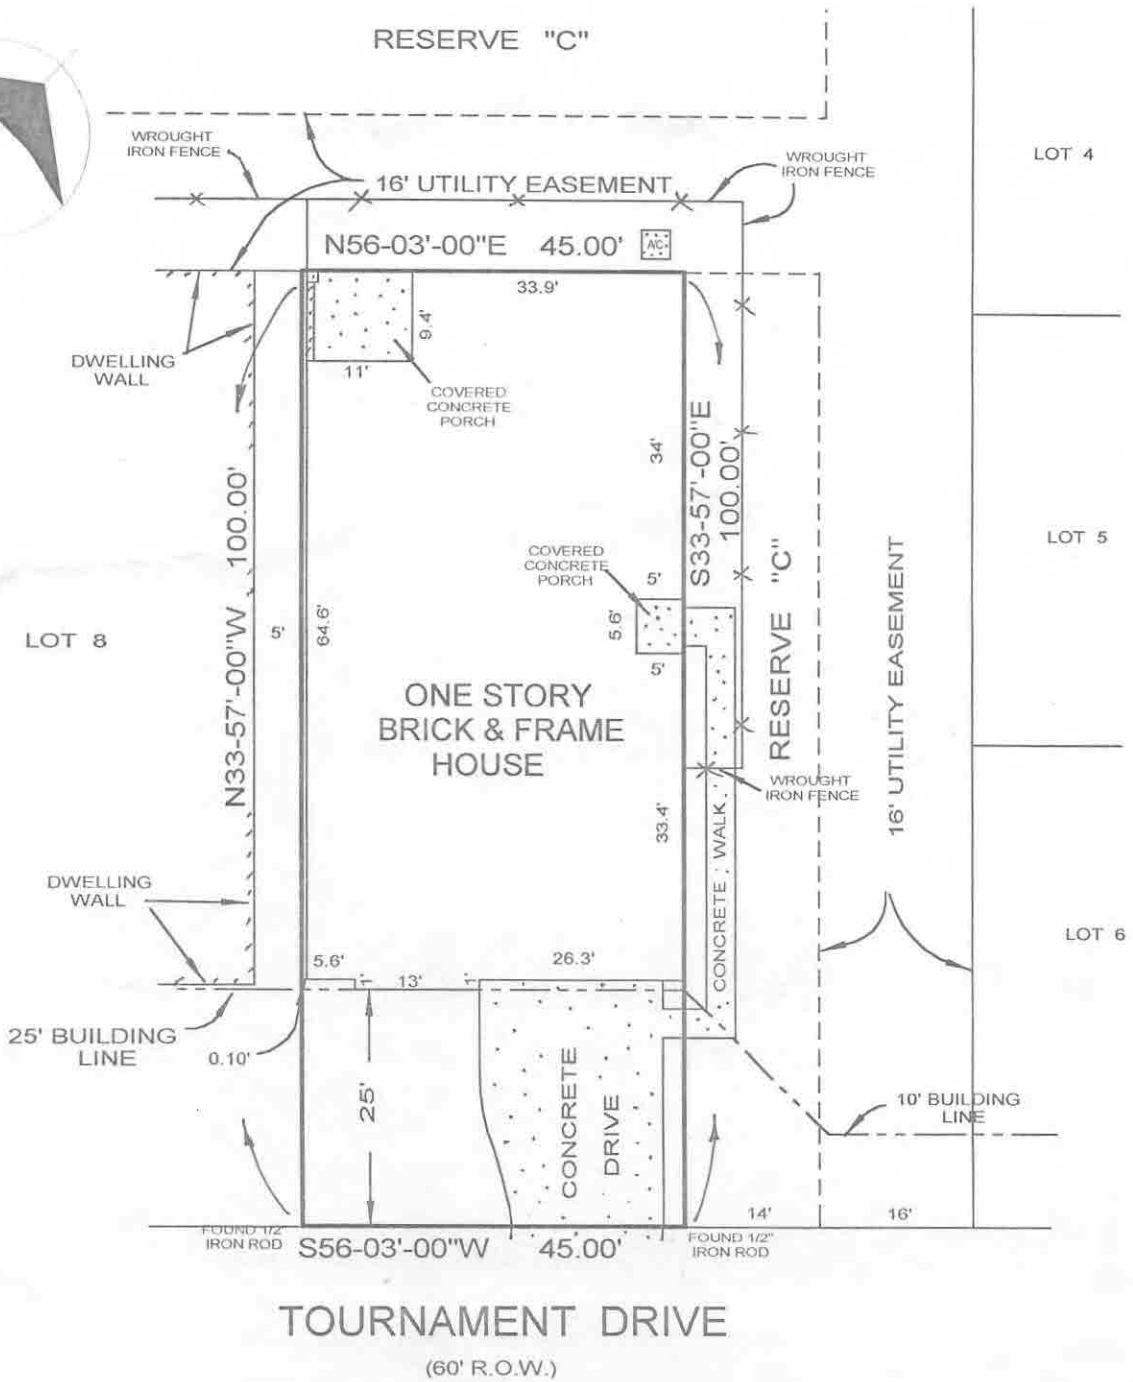 RESERVE "C"
WROUGHT
IRON FENCE
16' UTILITY EASEMENT
WROUGHT
IRON FENCE
LOT 4
N56-03'-00"E 45.00'
A/C
33.9'
9.4'
11'
DWELLING
WALL
COVERED
CONCRETE
PORCH
34'
S33-57'-00"E
100.00'
N33-57'-00"W 100.00'
LOT 5
COVERED
CONCRETE
PORCH
5'
5.6'
5'
RESERVE "C"
16' UTILITY EASEMENT
LOT 8
5'
64.6'
ONE STORY
BRICK & FRAME
HOUSE
WROUGHT
IRON FENCE
33.4'
CONCRETE WALK
DWELLING
WALL
LOT 6
5.6'
1'
13'
1'
26.3'
25' BUILDING
LINE
0.10'
25'
CONCRETE
DRIVE
10' BUILDING
LINE
14'
16'
FOUND 1/2"
IRON ROD
S56-03'-00"W 45.00'
FOUND 1/2"
IRON ROD
TOURNAMENT DRIVE
(60' R.O.W.)